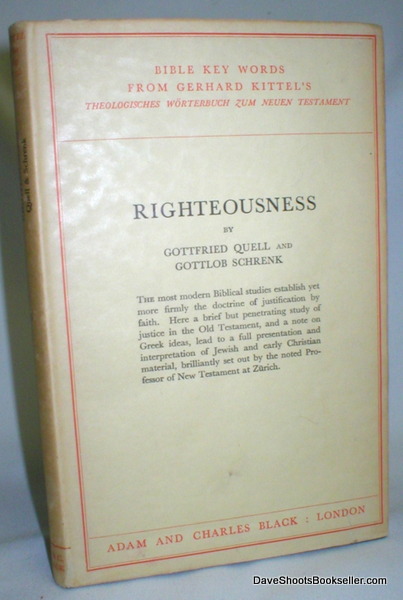 BIBLE KEY WORDS
FROM GERHARD KITTEL'S
THEOLOGISCHES WÖRTERBUCH ZUM NEUEN TESTAMENT
RIGHTEOUSNESS
BY
GOTTFRIED QUELL AND
GOTTLOB SCHRENK
THE most modern Biblical studies establish yet
more firmly the doctrine of justification by
faith. Here a brief but penetrating study of
justice in the Old Testament, and a note on
Greek ideas, lead to a full presentation and
interpretation of Jewish and early Christian
material, brilliantly set out by the noted Pro-
fessor of New Testament at Zürich.
ADAM AND CHARLES BLACK : LONDON
Quell & Schrenk
DaveShootsBookseller.com